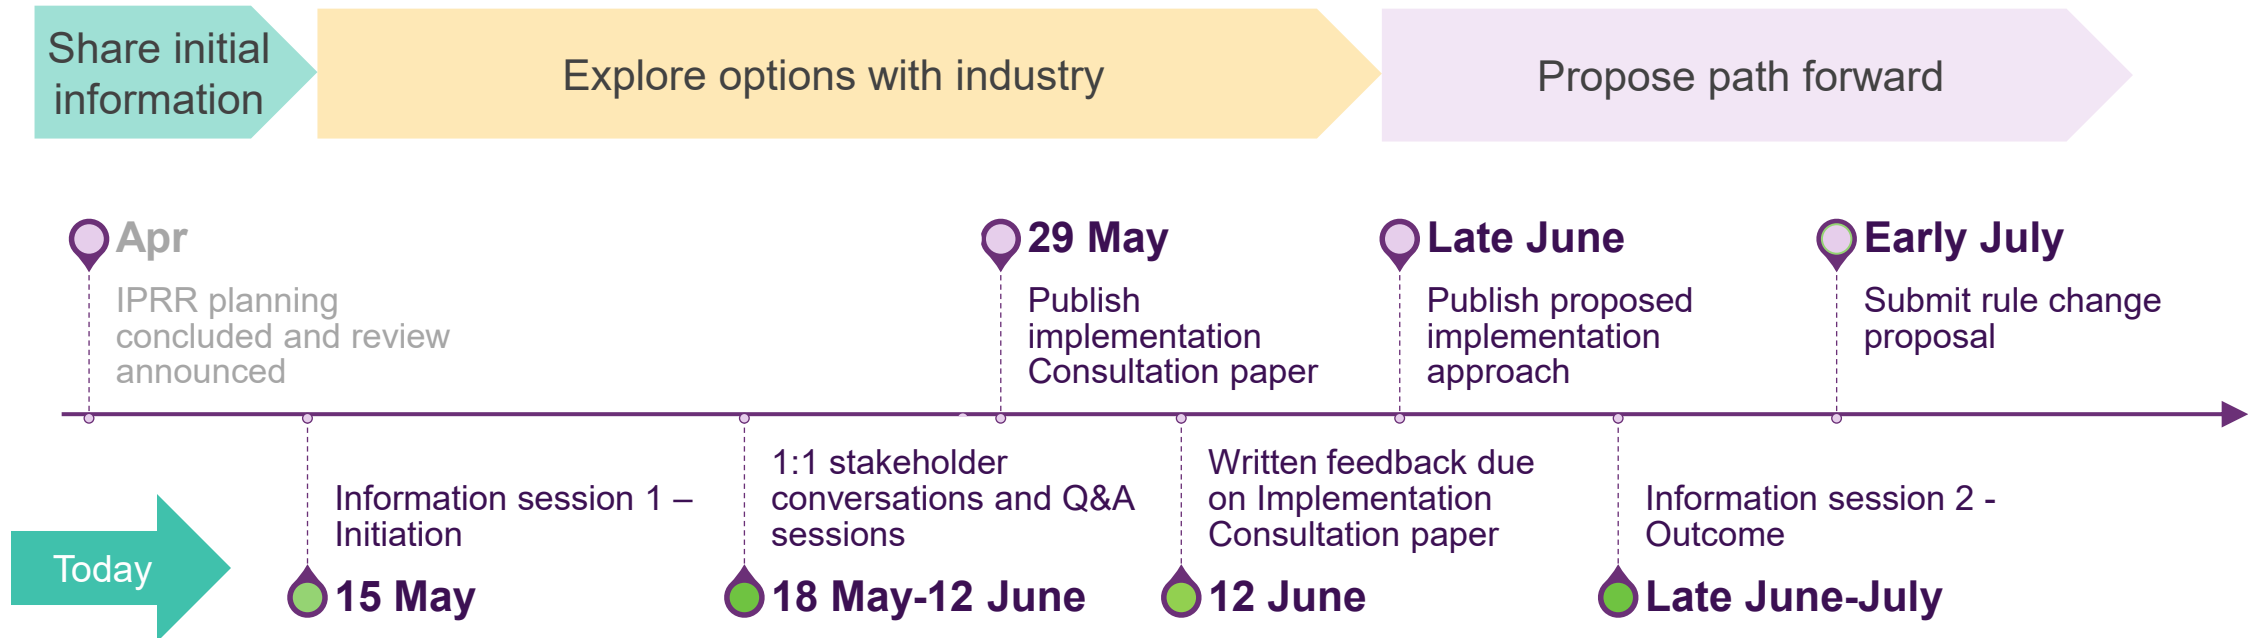 Share initial
information
Explore options with industry
Propose path forward
Apr
IPRR planning
concluded and review
announced
29 May
Publish
implementation
Consultation paper
Late June
Publish proposed
implementation
approach
Early July
Submit rule change
proposal
Today
Information session 1 –
Initiation
15 May
1:1 stakeholder
conversations and Q&A
sessions
18 May-12 June
Written feedback due
on Implementation
Consultation paper
12 June
Information session 2 -
Outcome
Late June-July